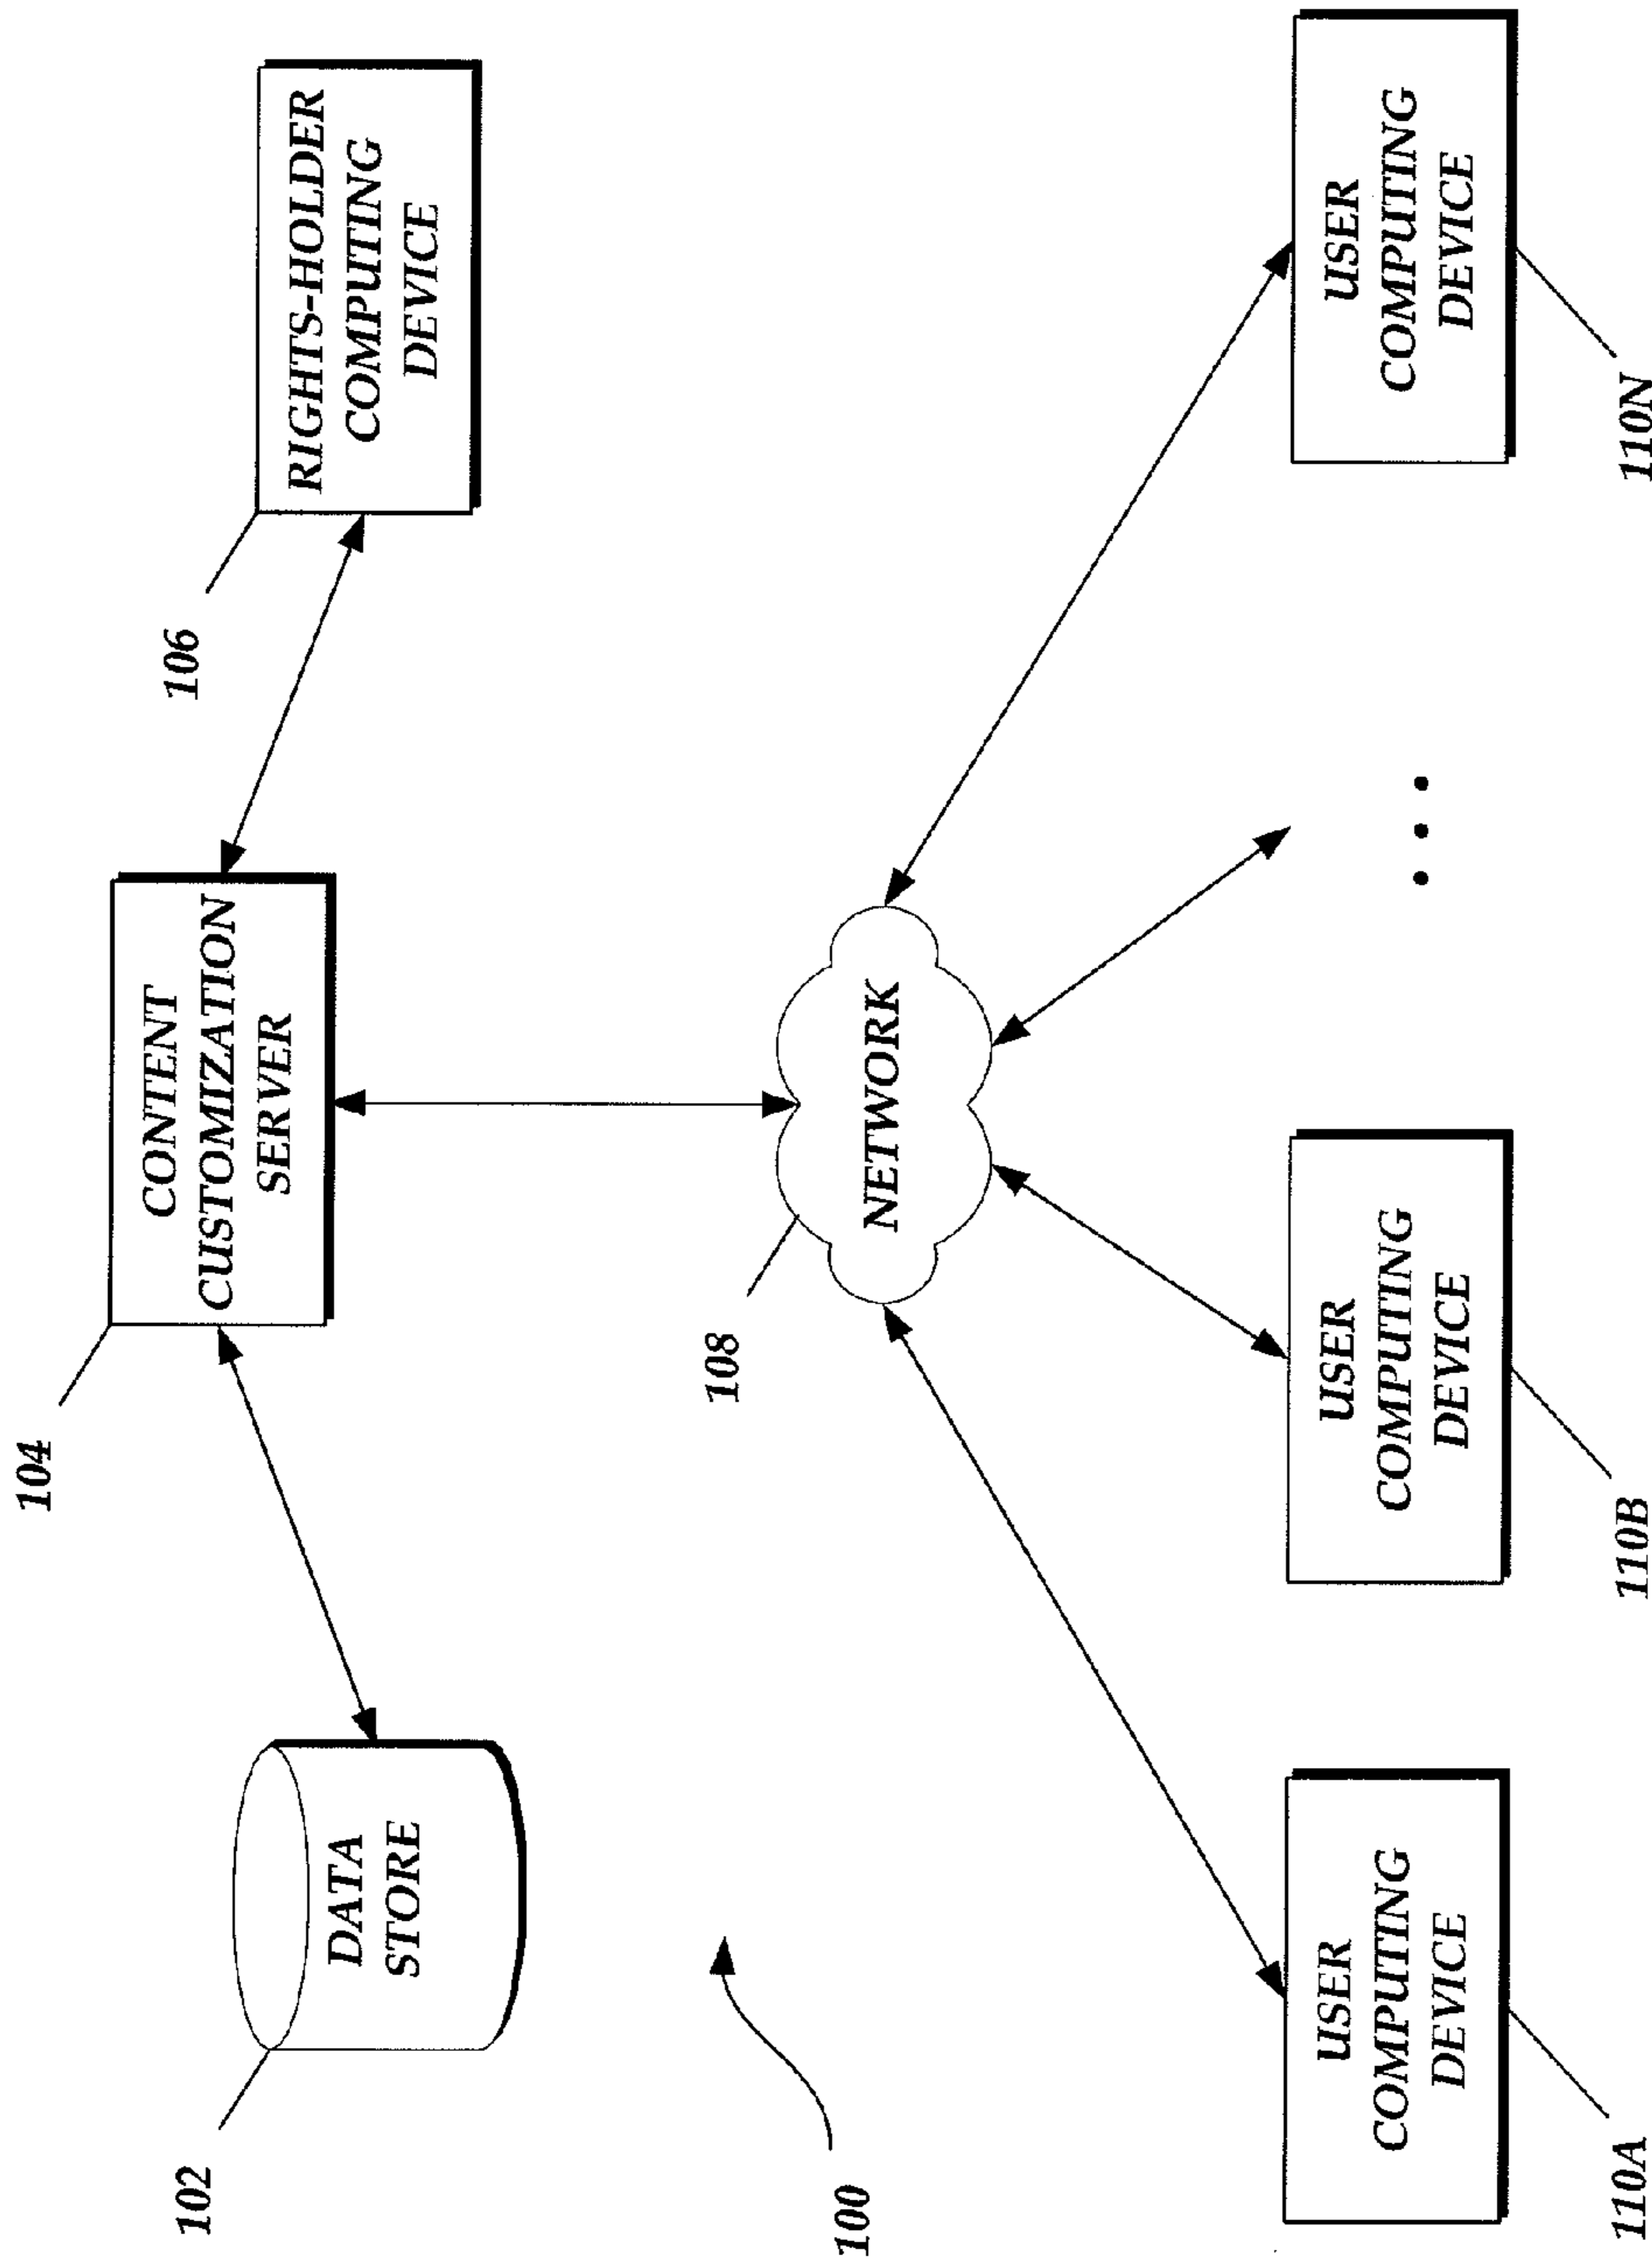 104
CONTENT
CUSTOMIZATION
SERVER
106
RIGHTS-HOLDER
COMPUTING
DEVICE
102
DATA
STORE
108
NETWORK
100
USER
COMPUTING
DEVICE
110A
USER
COMPUTING
DEVICE
110B
• • •
USER
COMPUTING
DEVICE
110N